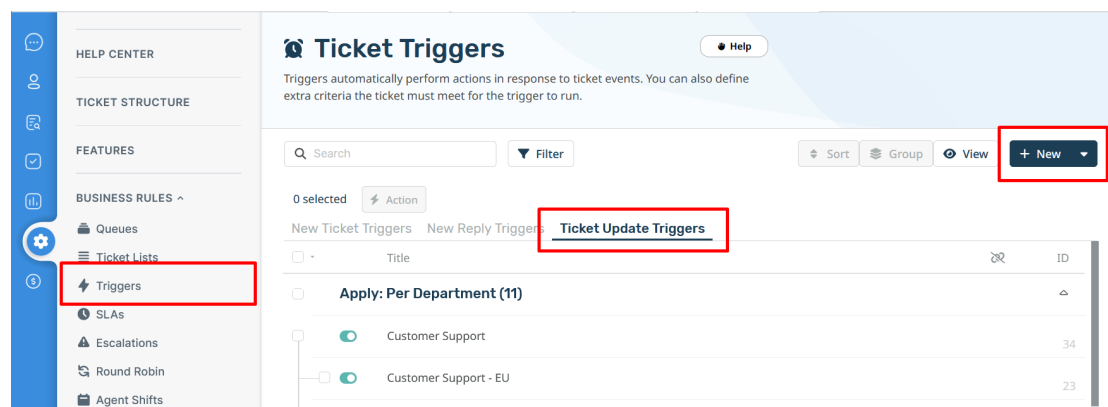 HELP CENTER
TICKET STRUCTURE
FEATURES
BUSINESS RULES
Queues
Ticket Lists
Triggers
SLAs
Escalations
Round Robin
Agent Shifts
Ticket Triggers
Help
Triggers automatically perform actions in response to ticket events. You can also define
extra criteria the ticket must meet for the trigger to run.
Search
Filter
Sort
Group
View
+ New
0 selected
Action
New Ticket Triggers
New Reply Triggers
Ticket Update Triggers
Title
ID
Apply: Per Department (11)
Customer Support
34
Customer Support - EU
23